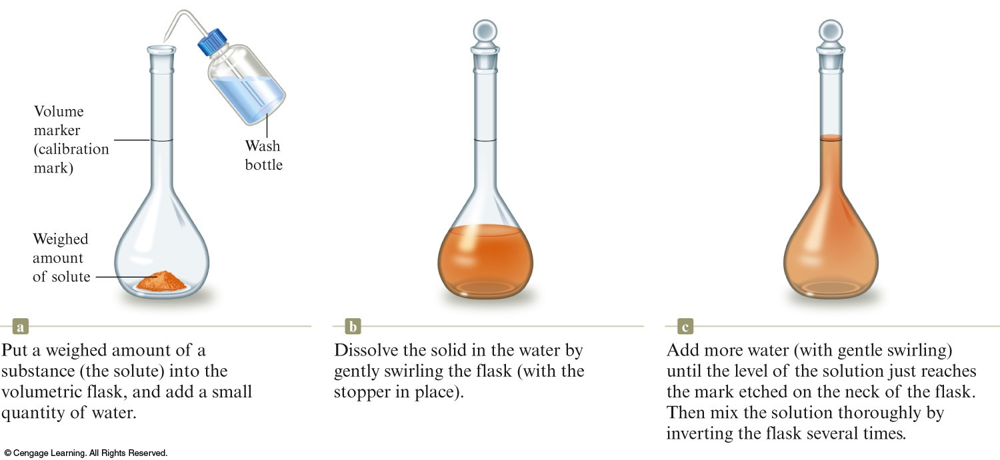 Volume
marker
(calibration
mark)
Wash
bottle
Weighed
amount
of solute
a
Put a weighed amount of a
substance (the solute) into the
volumetric flask, and add a small
quantity of water.
b
Dissolve the solid in the water by
gently swirling the flask (with the
stopper in place).
c
Add more water (with gentle swirling)
until the level of the solution just reaches
the mark etched on the neck of the flask.
Then mix the solution thoroughly by
inverting the flask several times.
© Cengage Learning. All Rights Reserved.